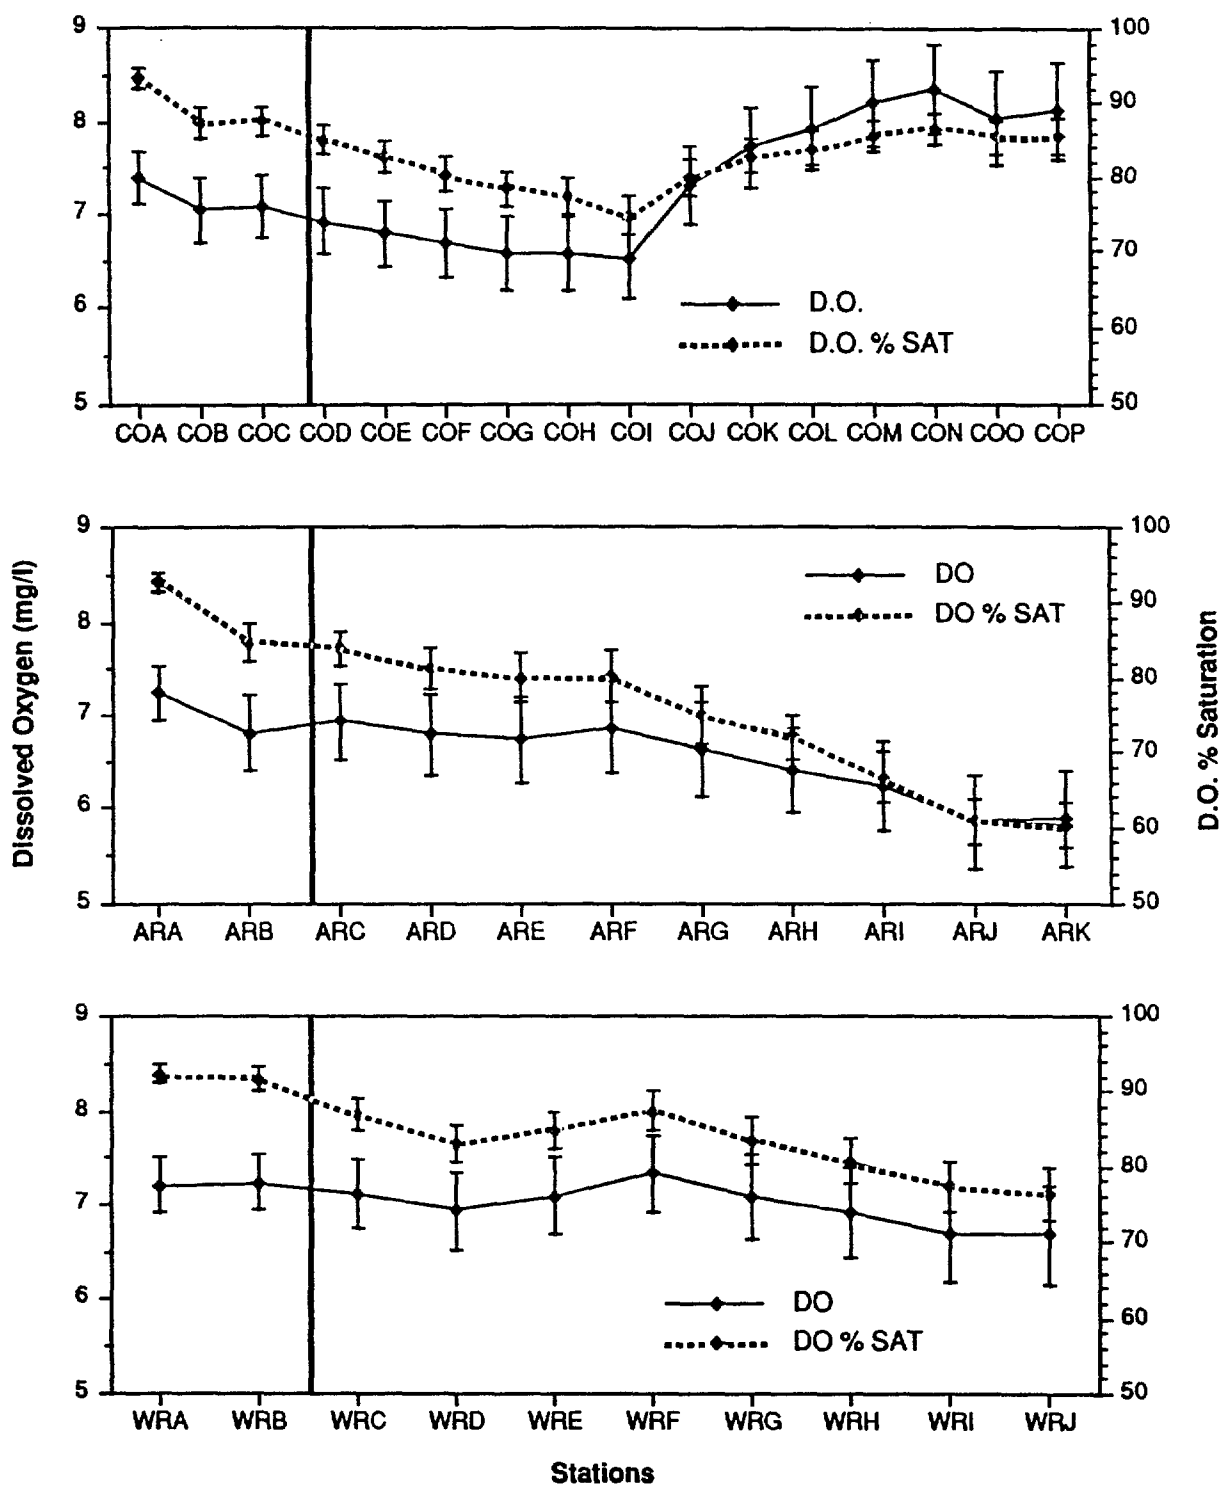 9 100
8 90
80
7
70
6
60
5 50
D.O.
D.O. % SAT
COA COB COC COD COE COF COG COH COI COJ COK COL COM CON COO COP
Dissolved Oxygen (mg/l)
9 100
8 90
80
7
70
6
60
5 50
DO
DO % SAT
ARA ARB ARC ARD ARE ARF ARG ARH ARI ARJ ARK
D.O. % Saturation
9 100
90
8
80
7
70
6
60
5 50
DO
DO % SAT
WRA WRB WRC WRD WRE WRF WRG WRH WRI WRJ
Stations